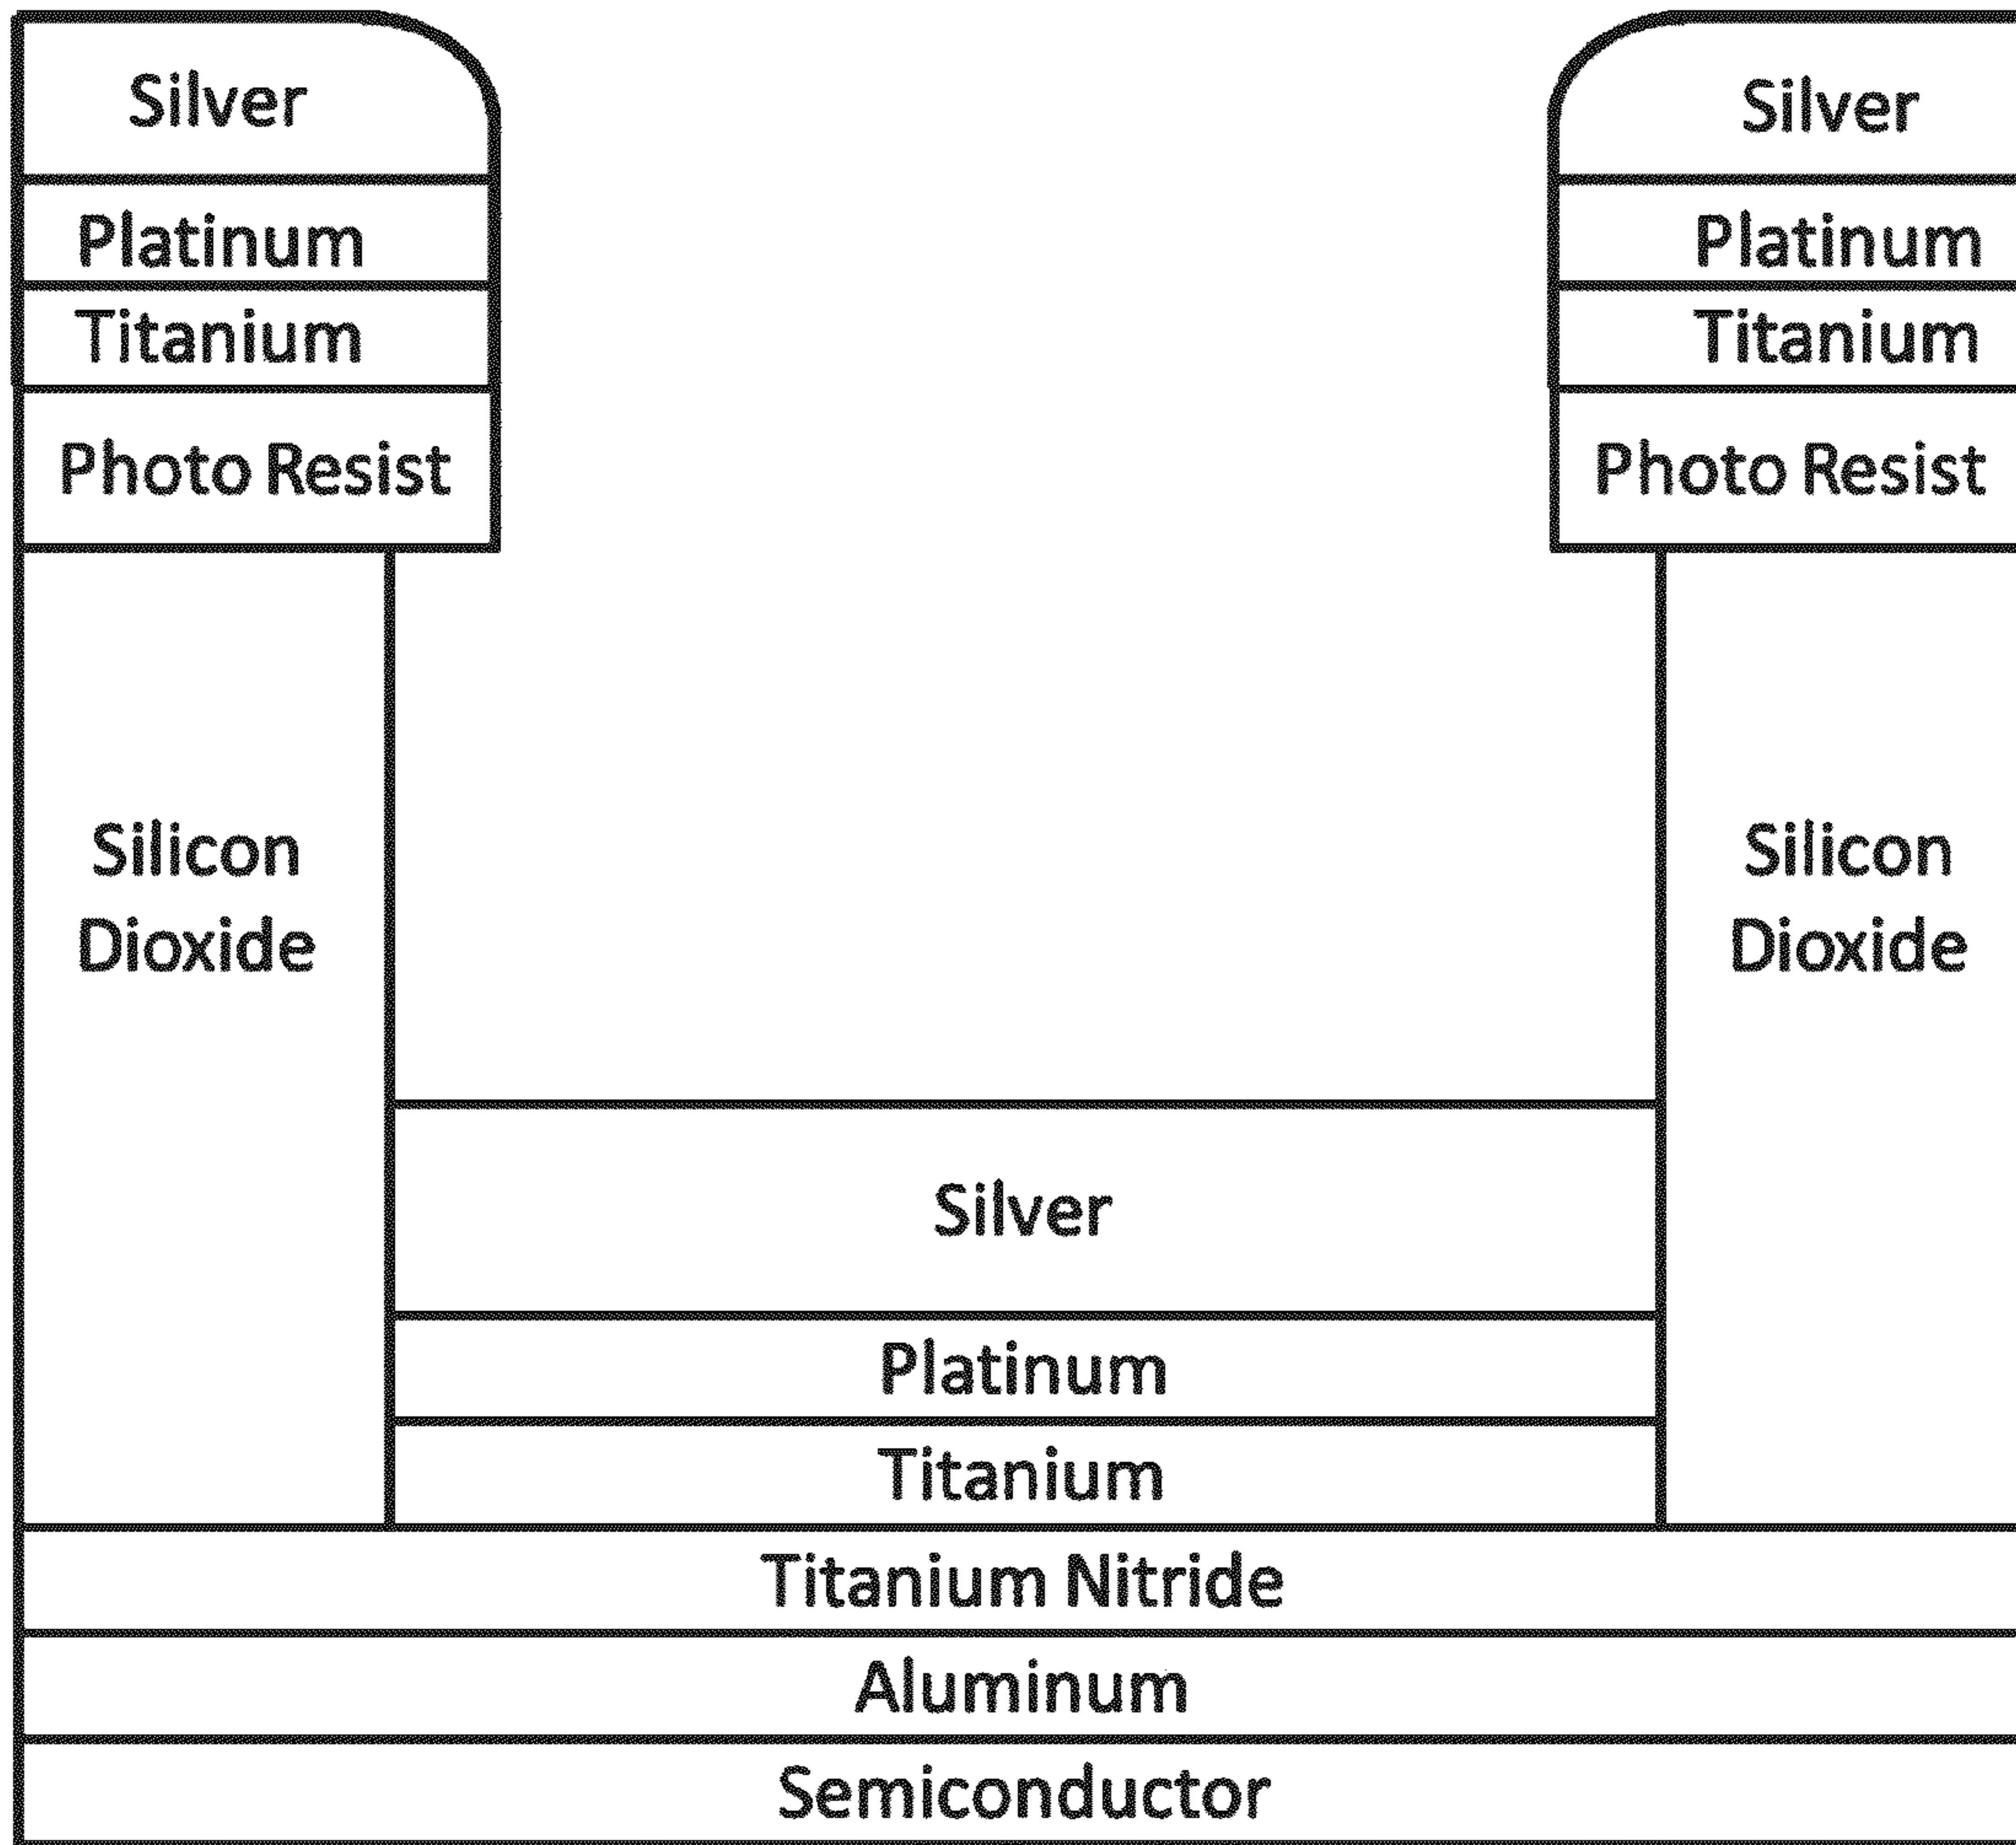 Silver
Silver
Platinum
Platinum
Titanium
Titanium
Photo Resist
Photo Resist
Silicon
Dioxide
Silicon
Dioxide
Silver
Platinum
Titanium
Titanium Nitride
Aluminum
Semiconductor